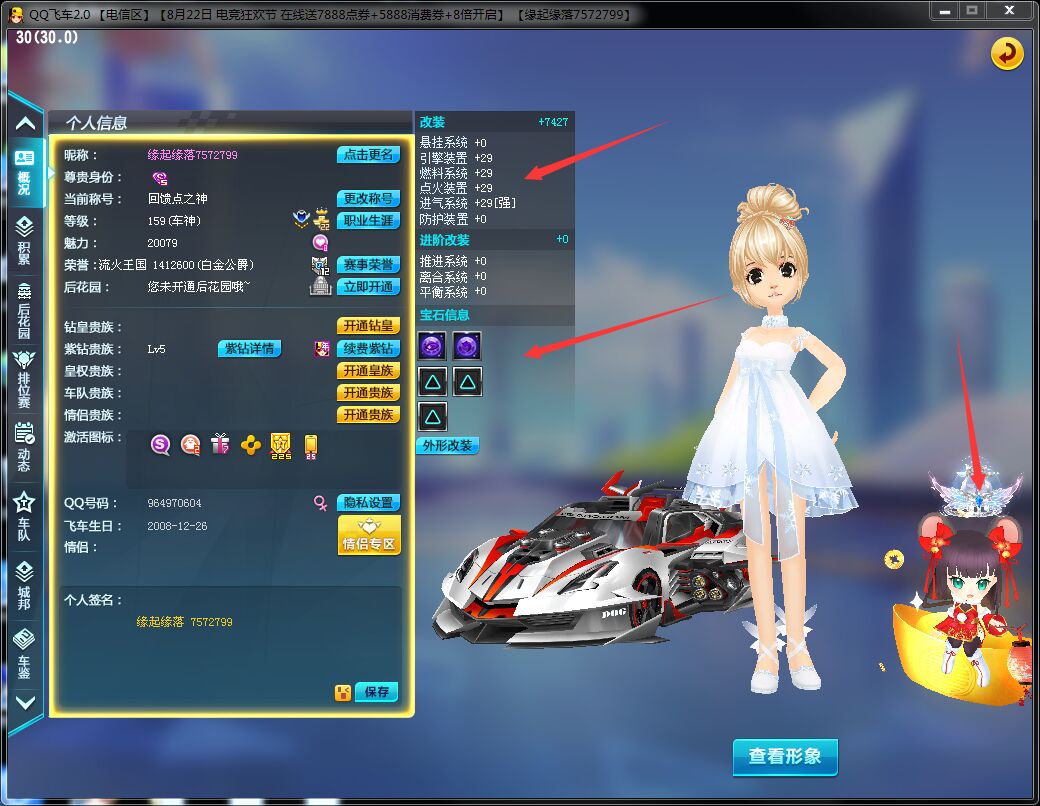 QQ飞车2.0 【电信区】【8月22日 电竞狂欢节 在线送7888点券+5888消费券+8倍开启】 【缘起缘落7572799】
30(30.0)
个人信息
概况
积累
后花园
排位赛
动态
车队
城邦
车鉴
昵称： 缘起缘落7572799 点击更名
尊贵身份：
当前称号： 回馈点之神 更改称号
等级： 159(车神) 职业生涯
魅力： 20079
荣誉：流火王国 1412600(白金公爵) 12 赛事荣誉
后花园： 您未开通后花园哦~ 立即开通
钻皇贵族： 开通钻皇
紫钻贵族： Lv5 紫钻详情 年 续费紫钻
皇权贵族： 开通皇族
车队贵族： 开通贵族
情侣贵族： 开通贵族
激活图标： S 225 25
QQ号码： 964970604 隐私设置
飞车生日： 2008-12-26
情侣： 情侣专区
个人签名：
缘起缘落 7572799
保存
改装 +7427
悬挂系统 +0
引擎装置 +29
燃料系统 +29
点火装置 +29
进气系统 +29[强]
防护装置 +0
进阶改装 +0
推进系统 +0
离合系统 +0
平衡系统 +0
宝石信息
外形改装
DNG
查看形象